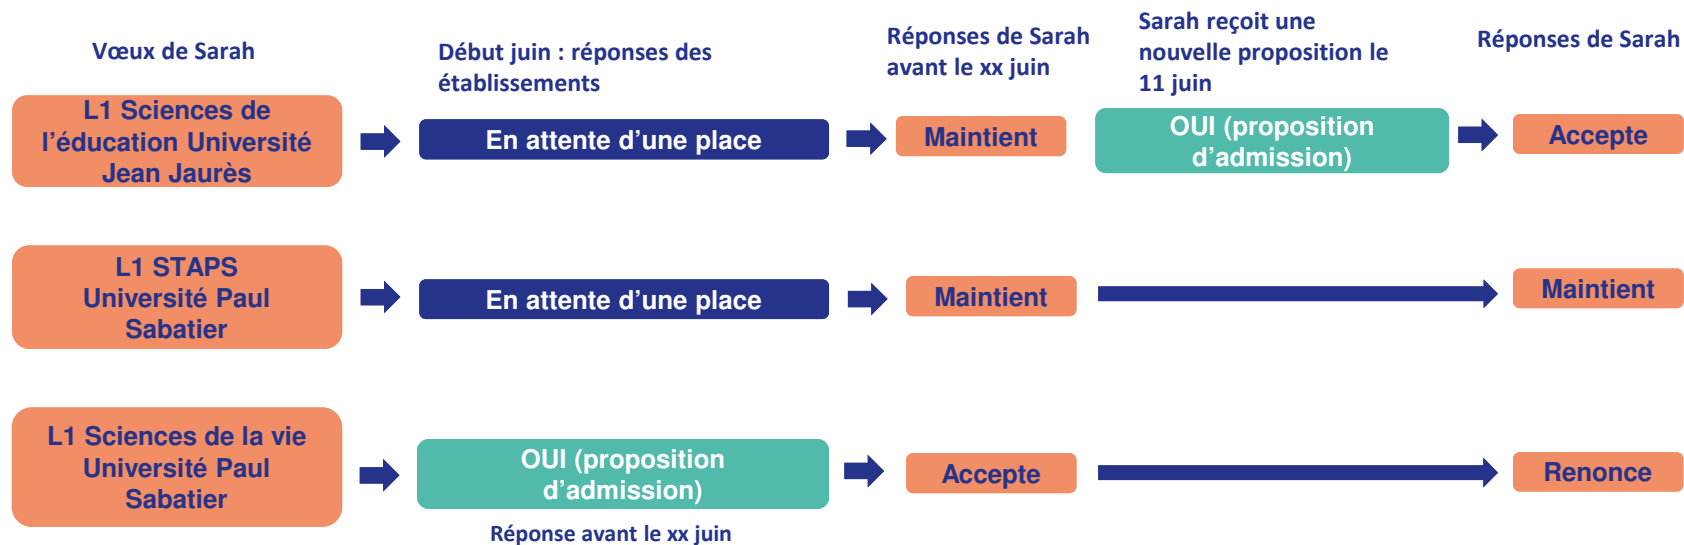 Vœux de Sarah
Début juin : réponses des
établissements
Réponses de Sarah
avant le xx juin
Sarah reçoit une
nouvelle proposition le
11 juin
Réponses de Sarah
L1 Sciences de
l’éducation Université
Jean Jaurès
En attente d’une place
Maintient
OUI (proposition
d’admission)
Accepte
L1 STAPS
Université Paul
Sabatier
En attente d’une place
Maintient
Maintient
L1 Sciences de la vie
Université Paul
Sabatier
OUI (proposition
d’admission)
Accepte
Renonce
Réponse avant le xx juin